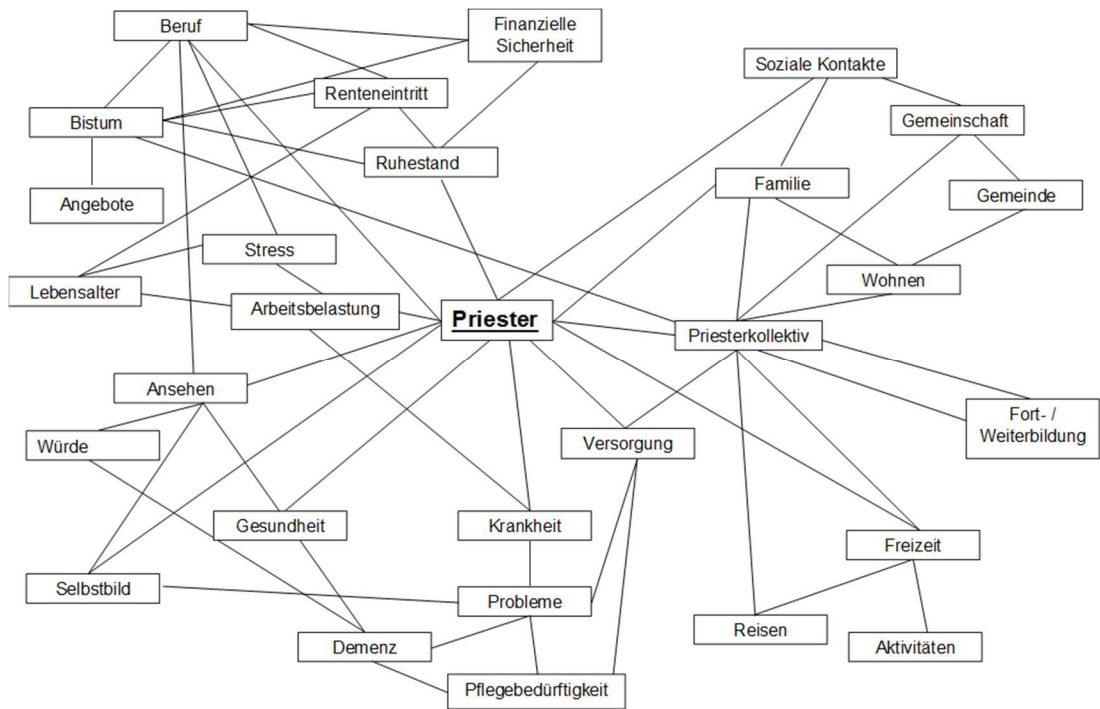 Beruf
Finanzielle
Sicherheit
Soziale Kontakte
Renteneintritt
Bistum
Gemeinschaft
Ruhestand
Familie
Gemeinde
Angebote
Stress
Wohnen
Lebensalter
Arbeitsbelastung
Priester
Priesterkollektiv
Ansehen
Fort- /
Weiterbildung
Würde
Versorgung
Gesundheit
Krankheit
Freizeit
Selbstbild
Probleme
Reisen
Demenz
Aktivitäten
Pflegebedürftigkeit